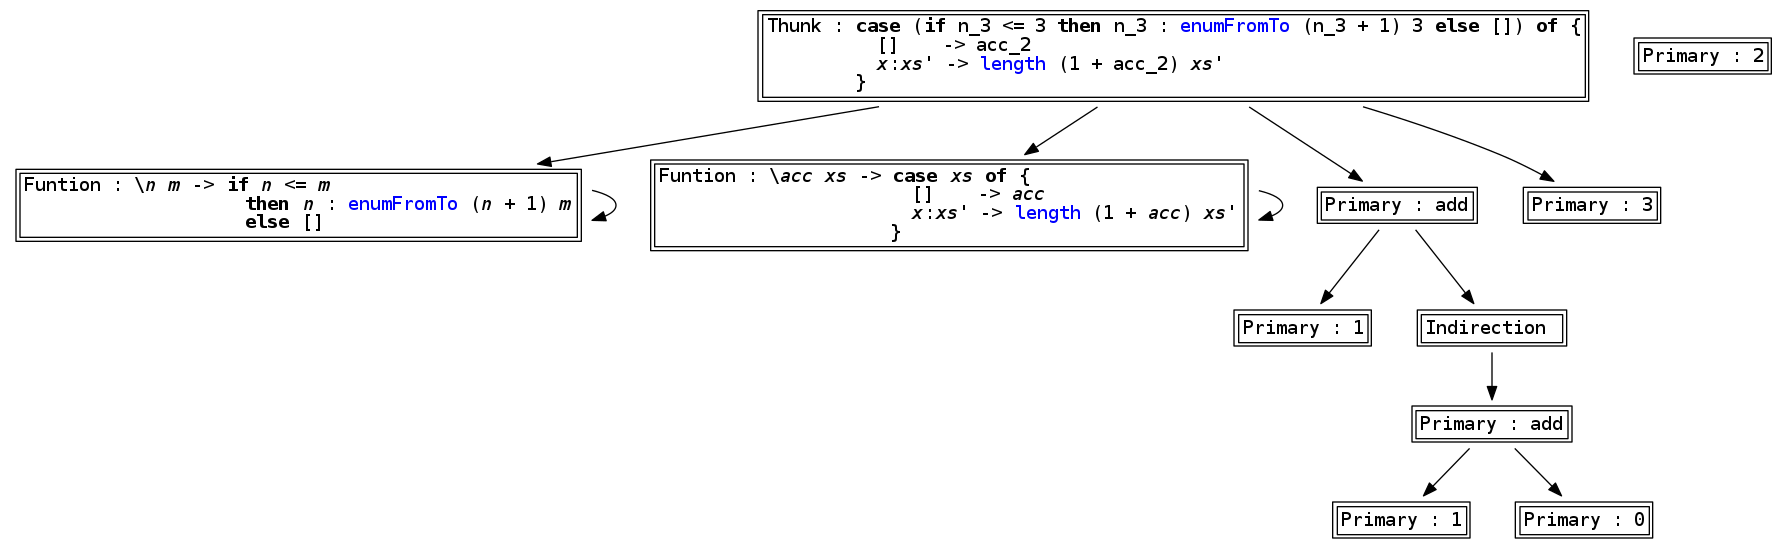 Thunk : case (if n_3 <= 3 then n_3 : enumFromTo (n_3 + 1) 3 else []) of {
[] -> acc_2
x:xs' -> length (1 + acc_2) xs'
}
Primary : 2
Funtion : \n m -> if n <= m
then n : enumFromTo (n + 1) m
else []
Funtion : \acc xs -> case xs of {
[] -> acc
x:xs' -> length (1 + acc) xs'
}
Primary : add
Primary : 3
Primary : 1
Indirection
Primary : add
Primary : 1
Primary : 0